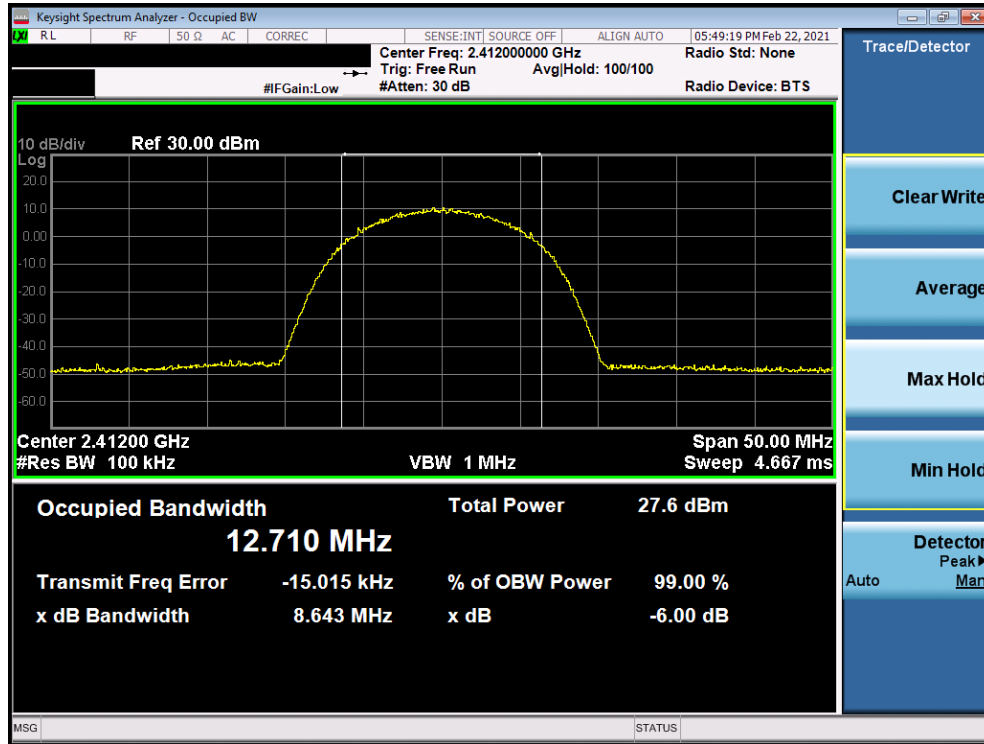 Keysight Spectrum Analyzer - Occupied BW
LXI RL RF 50 Ω AC CORREC SENSE:INT SOURCE OFF ALIGN AUTO 05:49:19 PM Feb 22, 2021
Center Freq: 2.412000000 GHz Radio Std: None
Trig: Free Run Avg|Hold: 100/100
#IFGain:Low #Atten: 30 dB Radio Device: BTS
Trace/Detector
10 dB/div Ref 30.00 dBm
Log
20.0
10.0
0.00
-10.0
-20.0
-30.0
-40.0
-50.0
-60.0
Center 2.41200 GHz Span 50.00 MHz
#Res BW 100 kHz VBW 1 MHz Sweep 4.667 ms
Occupied Bandwidth Total Power 27.6 dBm
12.710 MHz
Transmit Freq Error -15.015 kHz % of OBW Power 99.00 %
x dB Bandwidth 8.643 MHz x dB -6.00 dB
Clear Write
Average
Max Hold
Min Hold
Detector
Peak▶
Auto Man
MSG STATUS